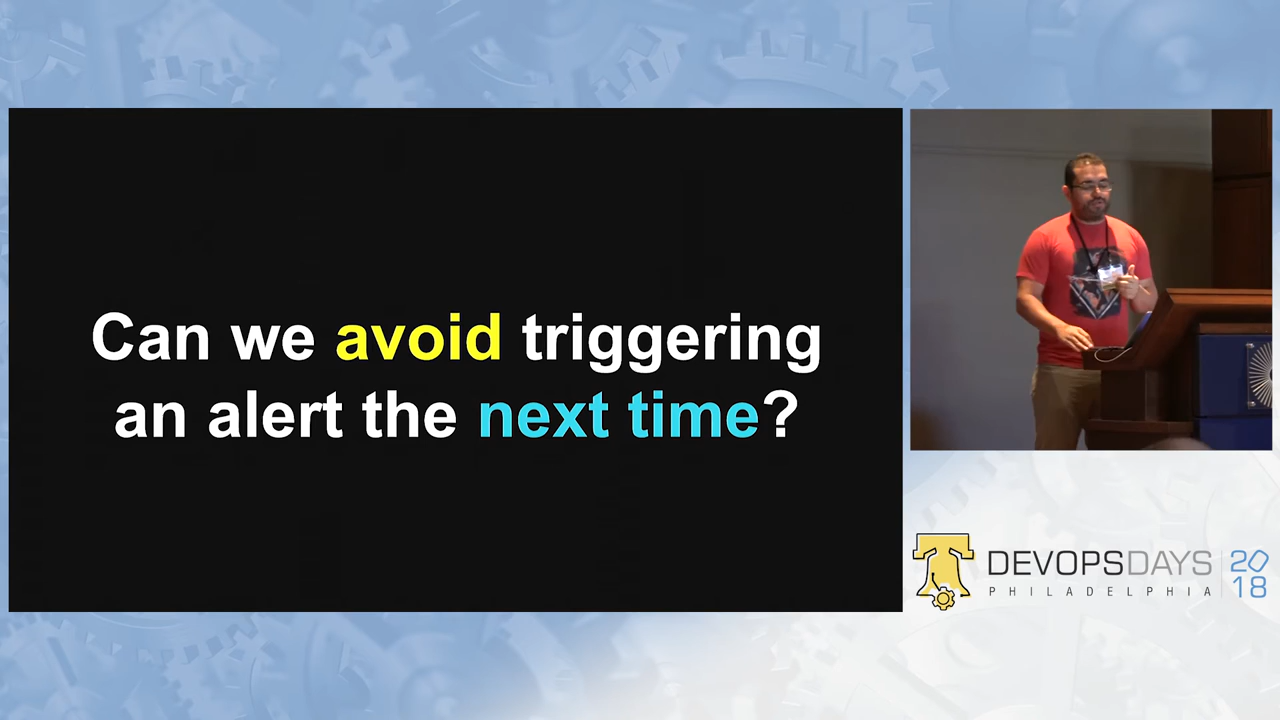 Can we avoid triggering
an alert the next time?
DEVOPSDAYS
PHILADELPHIA
20
18